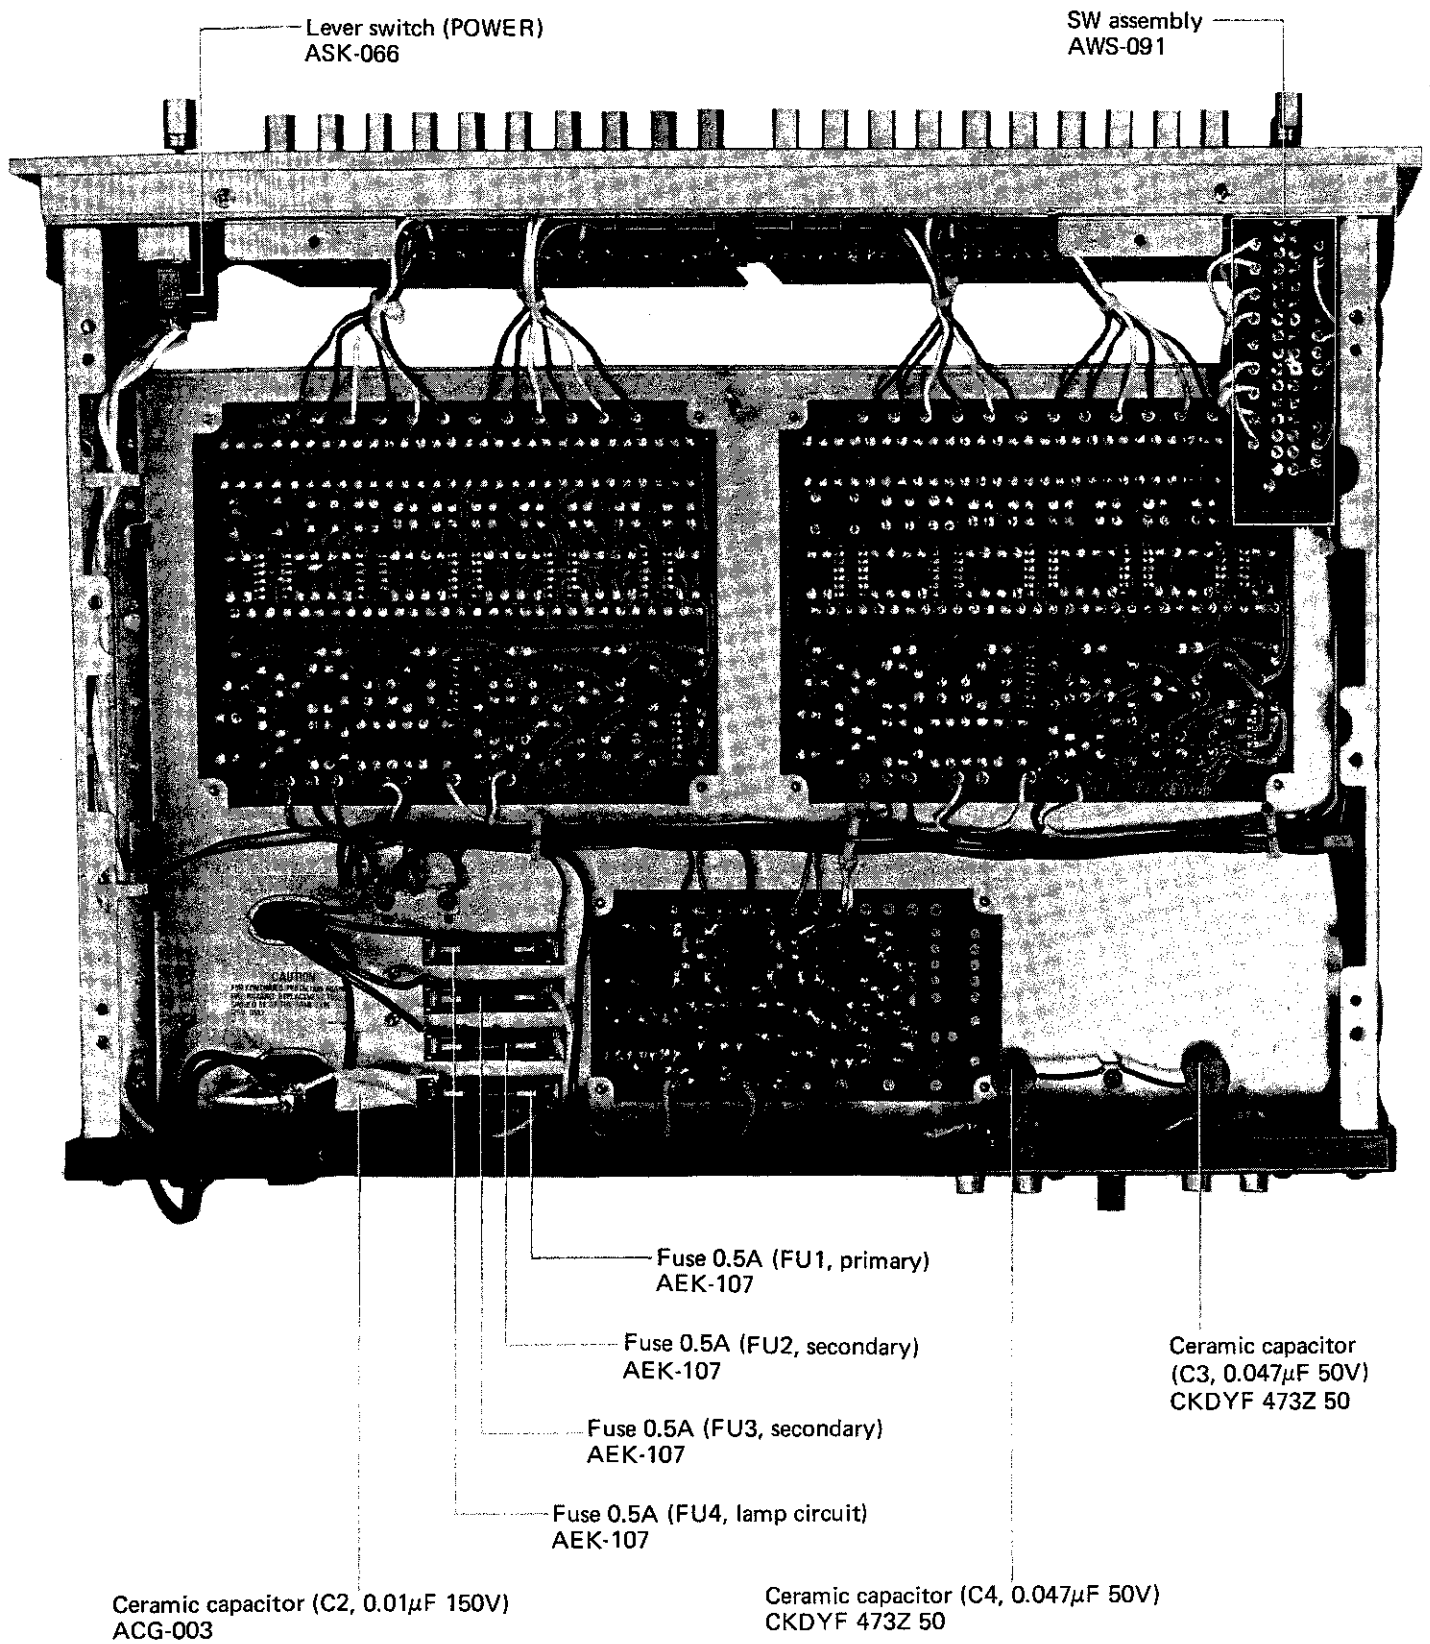 Lever switch (POWER)
ASK-066
SW assembly
AWS-091
CAUTION
Fuse 0.5A (FU1, primary)
AEK-107
Fuse 0.5A (FU2, secondary)
AEK-107
Fuse 0.5A (FU3, secondary)
AEK-107
Fuse 0.5A (FU4, lamp circuit)
AEK-107
Ceramic capacitor
(C3, 0.047μF 50V)
CKDYF 473Z 50
Ceramic capacitor (C2, 0.01μF 150V)
ACG-003
Ceramic capacitor (C4, 0.047μF 50V)
CKDYF 473Z 50